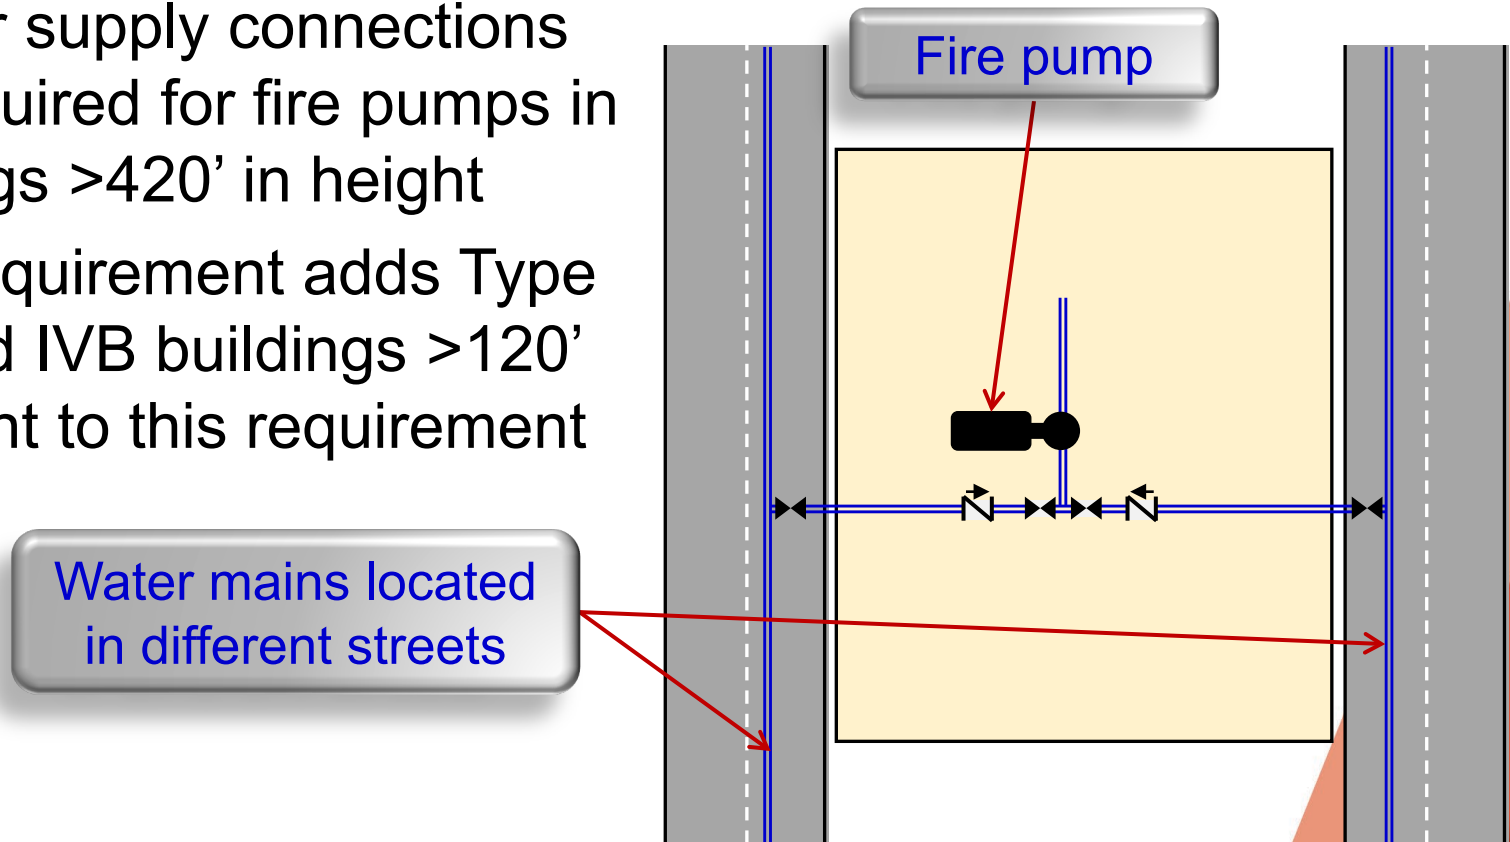 r supply connections
uired for fire pumps in
gs >420’ in height
quirement adds Type
d IVB buildings >120’
nt to this requirement
Fire pump
Water mains located
in different streets